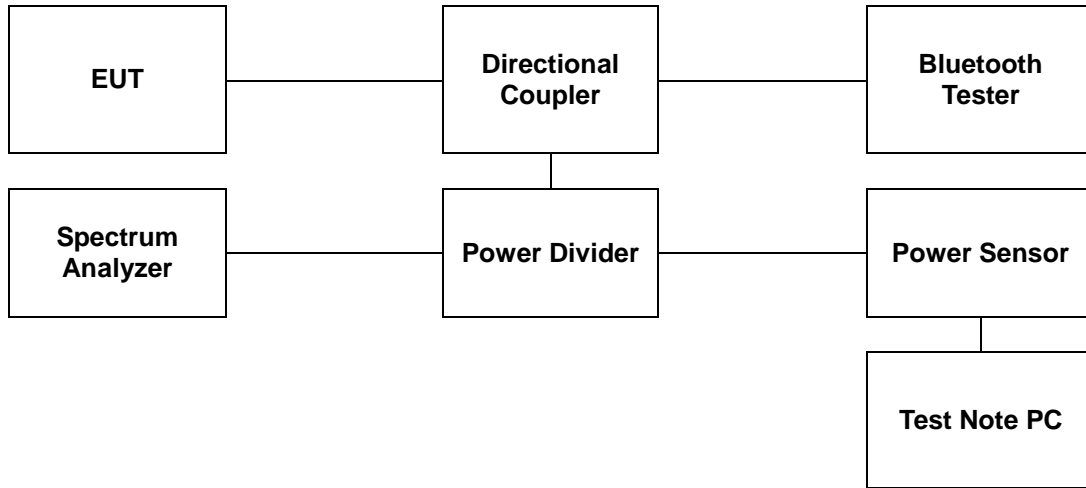 EUT
Directional
Coupler
Bluetooth
Tester
Spectrum
Analyzer
Power Divider
Power Sensor
Test Note PC